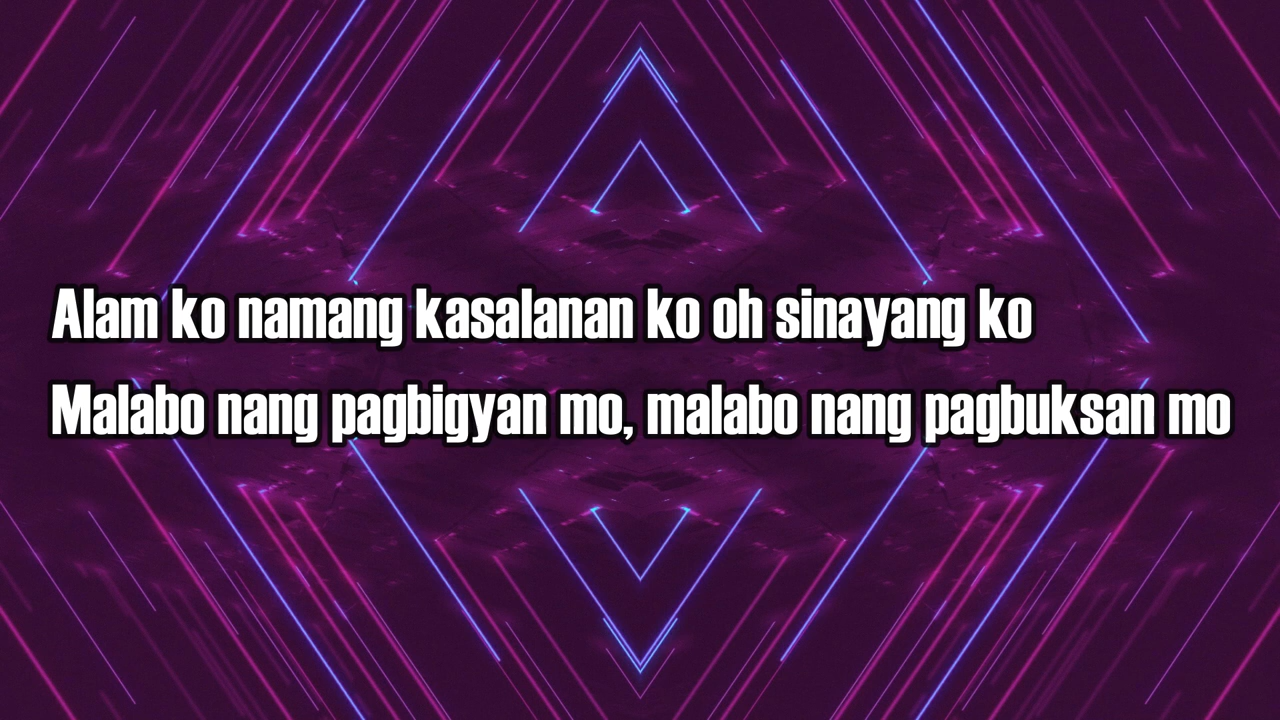 Alam ko namang kasalanan ko oh sinayang ko
Malabo nang pagbigyan mo, malabo nang pagbuksan mo